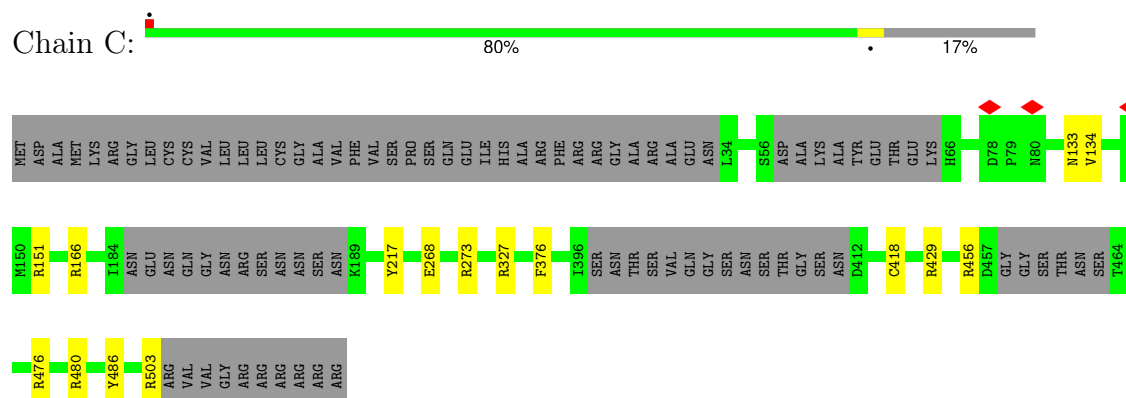 Chain C:
80% 17%
MET ASP ALA MET LYS ARG GLY LEU CYS CYS VAL LEU LEU LEU CYS GLY ALA VAL PHE VAL SER PRO SER GLN GLU ILE HIS ALA ARG PHE ARG ARG GLY ALA ARG ALA GLU ASN L34 S56 ASP ALA LYS ALA TYR GLU THR GLU LYS H66 D78 P79 N80 N133 V134
M150 R151 R166 I184 ASN GLU ASN GLN GLY ASN ARG SER ASN ASN SER ASN K189 Y217 E268 R273 R327 F376 I396 SER ASN THR SER VAL GLN GLY SER ASN SER THR GLY SER ASN D412 C418 R429 R456 D457 GLY GLY SER THR ASN SER T464
R476 R480 Y486 R503 ARG VAL VAL GLY ARG ARG ARG ARG ARG ARG